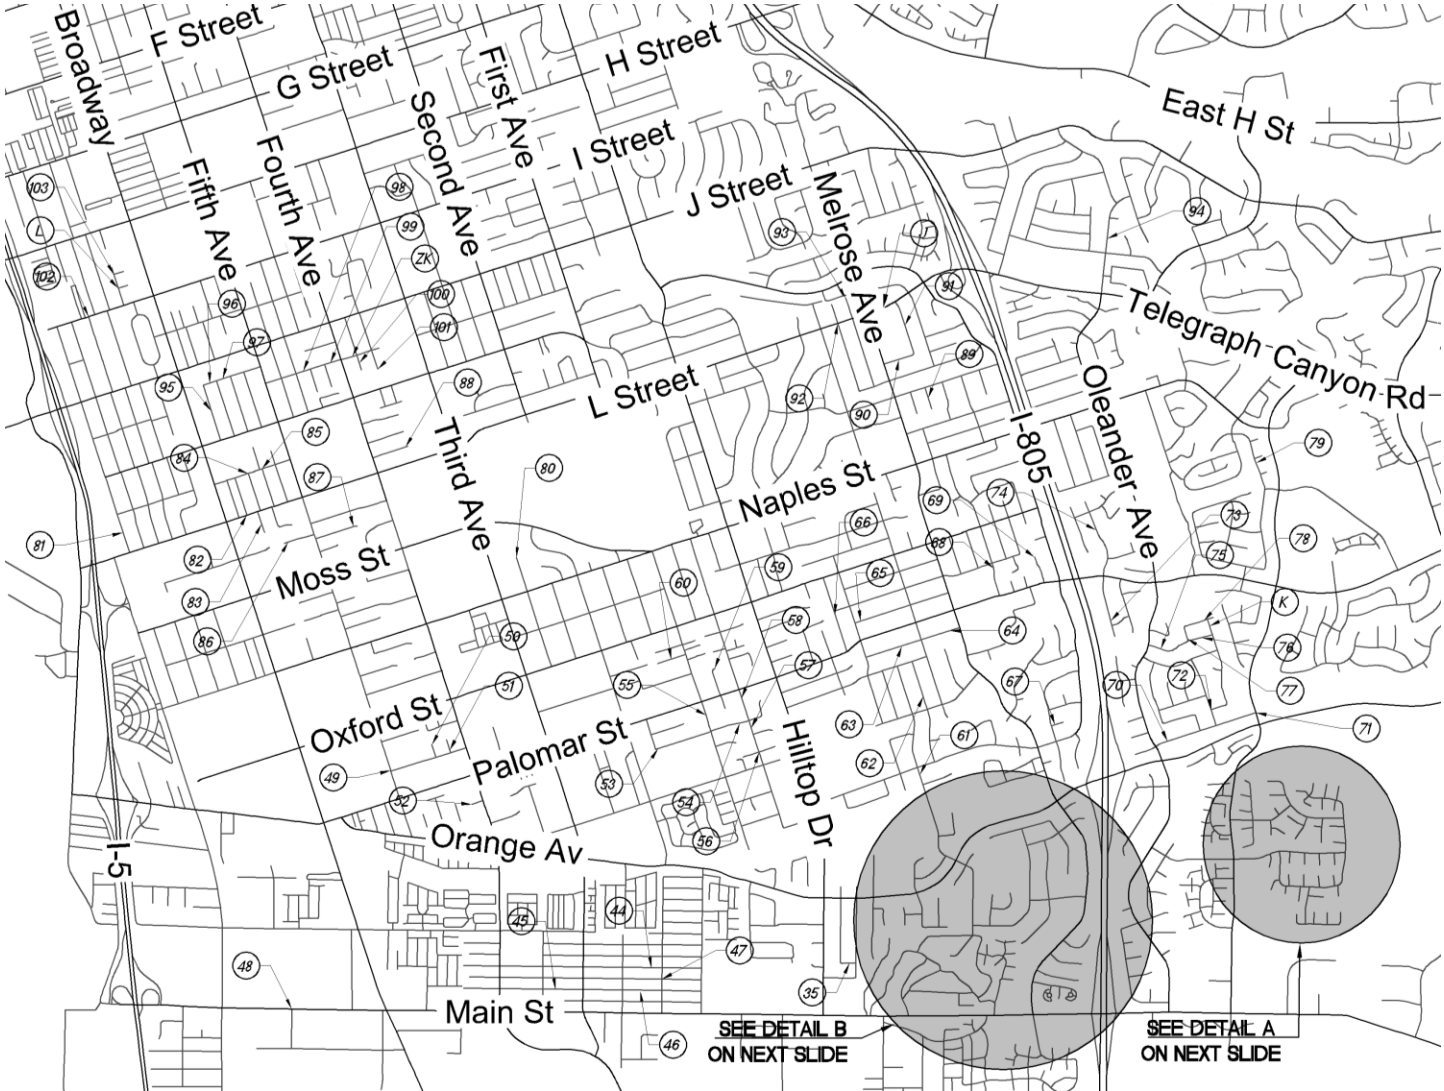 Broadway
F Street
G Street
First Ave
H Street
Second Ave
I Street
East H St
Fourth Ave
Fifth Ave
J Street
Melrose Ave
103
98
L
99
93
J
94
ZK
102
100
91
96
101
Telegraph Canyon Rd
97
89
95
88
L Street
92
90
Oleander Ave
I-805
85
84
Third Ave
79
87
80
Naples St
69
74
66
73
81
68
75
78
82
Moss St
60
59
65
83
K
86
50
58
64
76
57
51
55
67
70
72
77
Oxford St
63
61
71
49
Palomar St
Hilltop Dr
62
53
52
54
56
Orange Av
I-5
45
44
47
48
35
Main St
46
SEE DETAIL B
ON NEXT SLIDE
SEE DETAIL A
ON NEXT SLIDE